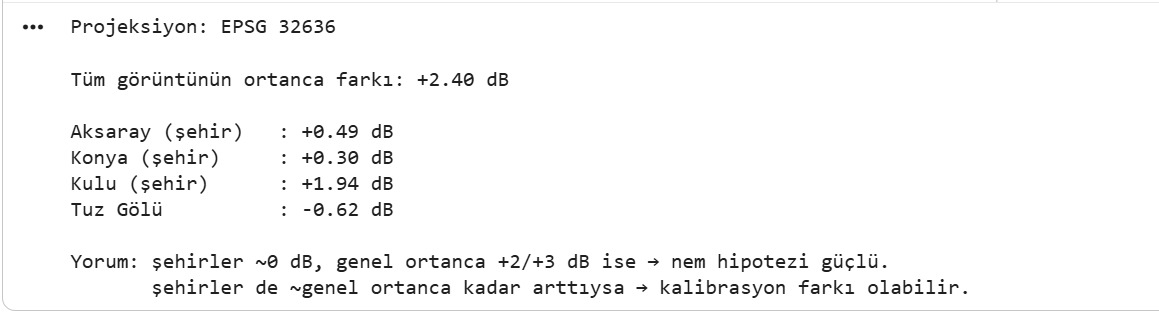 ••• Projeksiyon: EPSG 32636
Tüm görüntünün ortanca farkı: +2.40 dB
Aksaray (şehir)   : +0.49 dB
Konya (şehir)     : +0.30 dB
Kulu (şehir)      : +1.94 dB
Tuz Gölü          : -0.62 dB
Yorum: şehirler ~0 dB, genel ortanca +2/+3 dB ise → nem hipotezi güçlü.
şehirler de ~genel ortanca kadar arttıysa → kalibrasyon farkı olabilir.